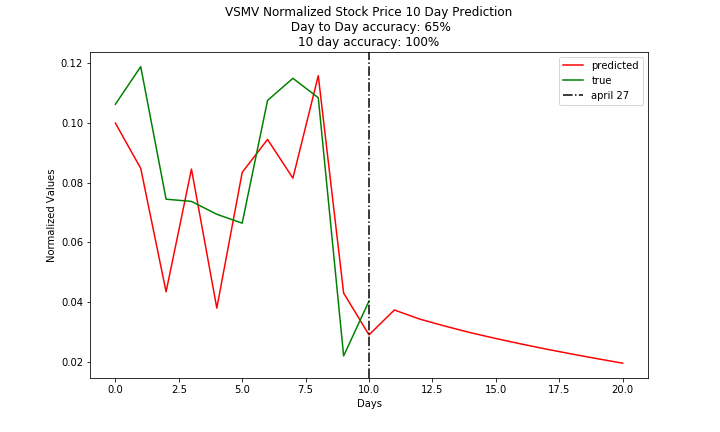 VSMV Normalized Stock Price 10 Day Prediction
Day to Day accuracy: 65%
10 day accuracy: 100%
predicted
true
april 27
Normalized Values
0.12
0.10
0.08
0.06
0.04
0.02
0.0
2.5
5.0
7.5
10.0
12.5
15.0
17.5
20.0
Days